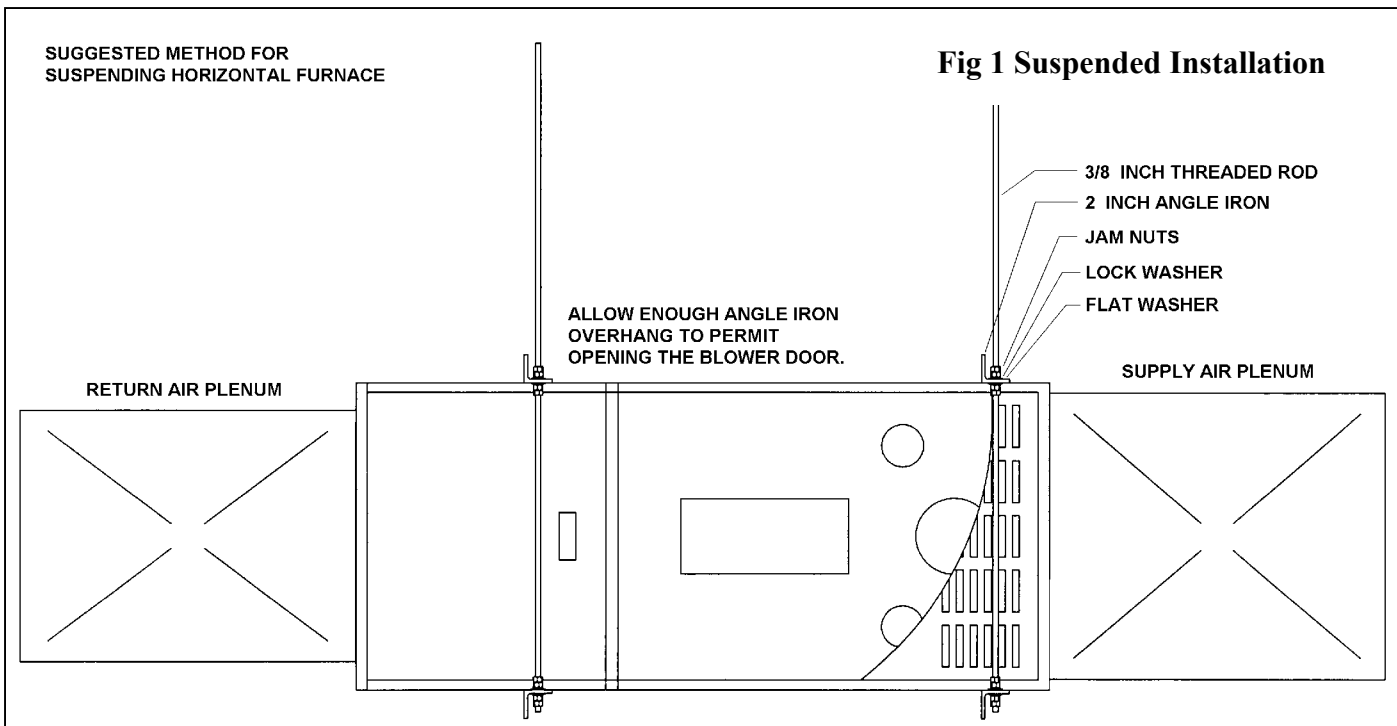 SUGGESTED METHOD FOR
SUSPENDING HORIZONTAL FURNACE
Fig 1 Suspended Installation
3/8 INCH THREADED ROD
2 INCH ANGLE IRON
JAM NUTS
LOCK WASHER
FLAT WASHER
ALLOW ENOUGH ANGLE IRON
OVERHANG TO PERMIT
OPENING THE BLOWER DOOR.
RETURN AIR PLENUM
SUPPLY AIR PLENUM